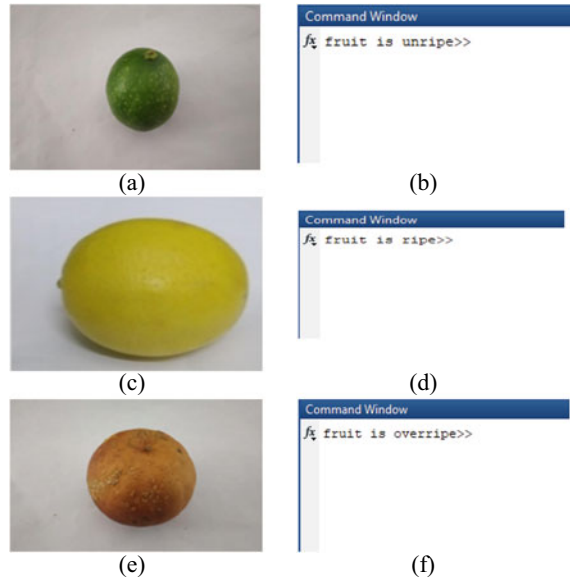 Command Window
fx fruit is unripe>>
(a)
(b)
Command Window
fx fruit is ripe>>
(c)
(d)
Command Window
fx fruit is overripe>>
(e)
(f)